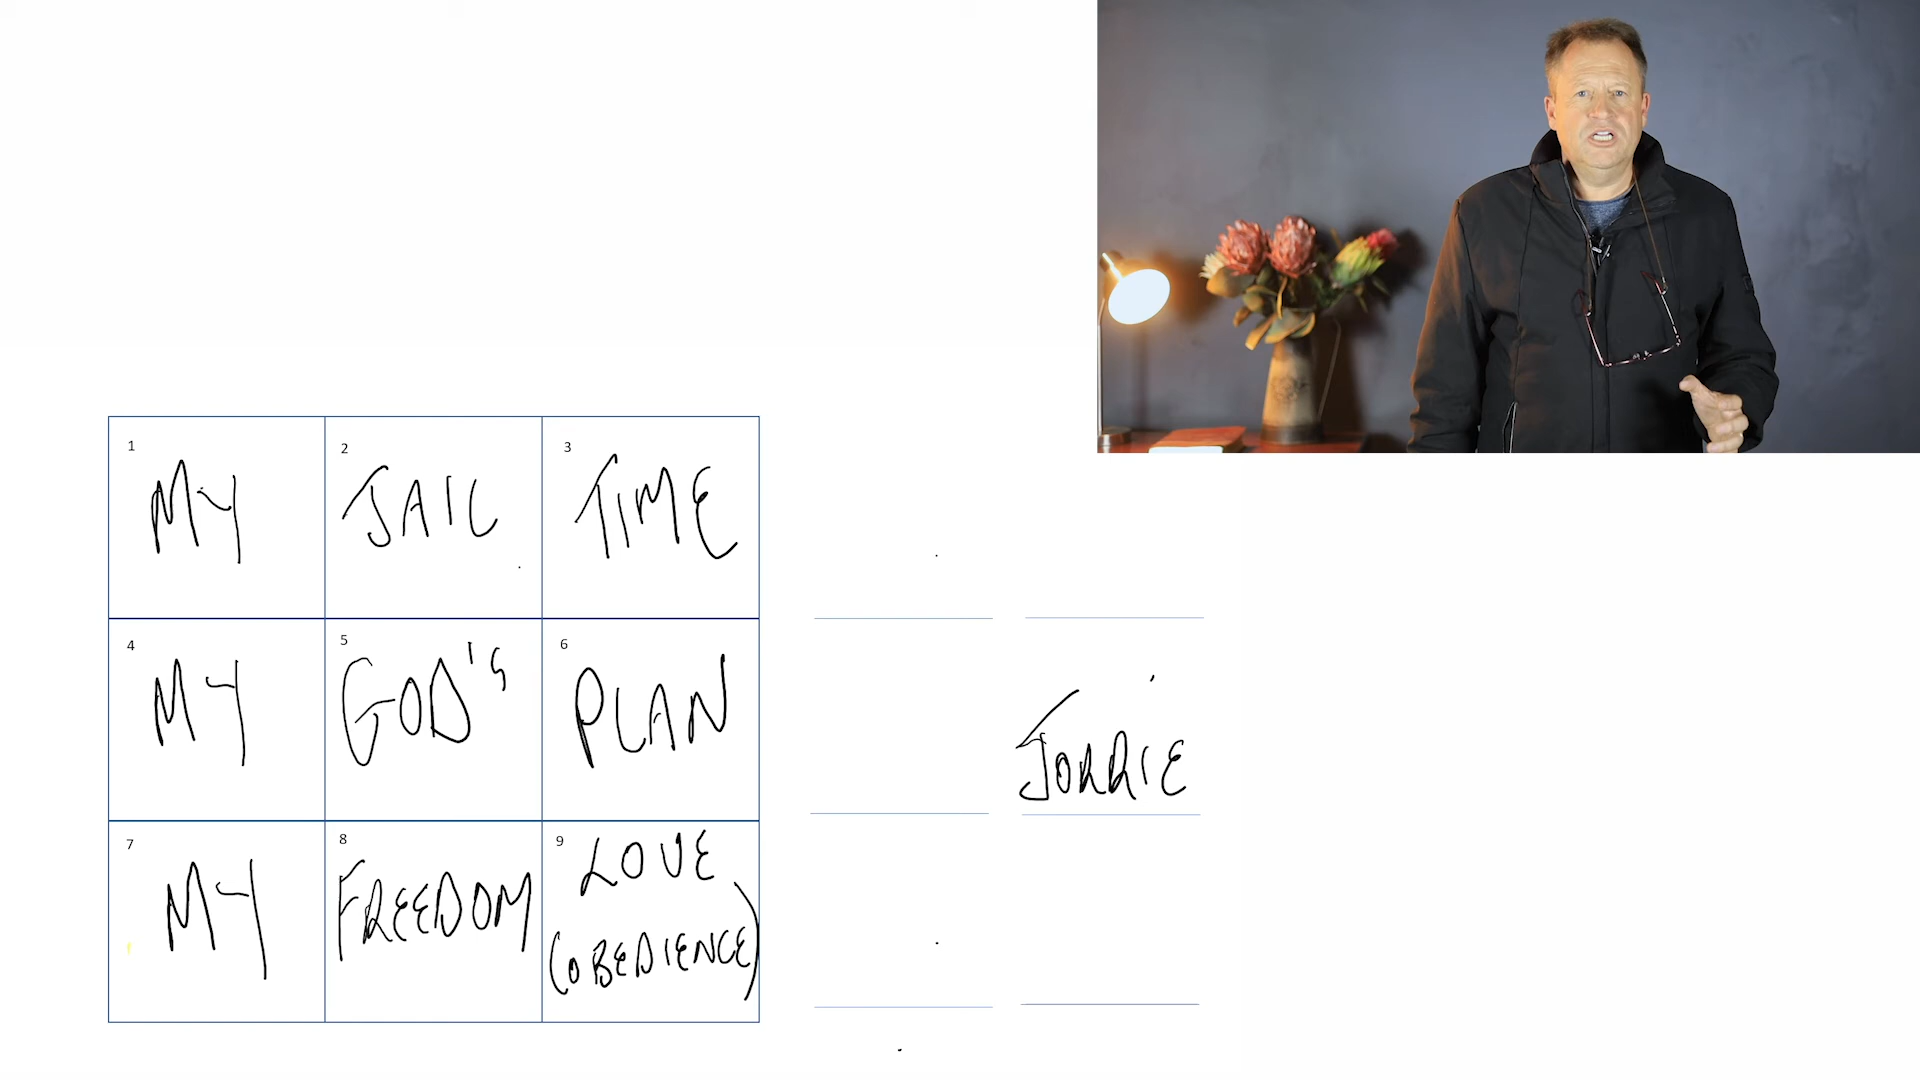 1 MY
2 JAIL
3 TIME
4 MY
5 GOD'S
6 PLAN
JORRIE
7 MY
8 FREEDOM
9 LOVE
(OBEDIENCE)